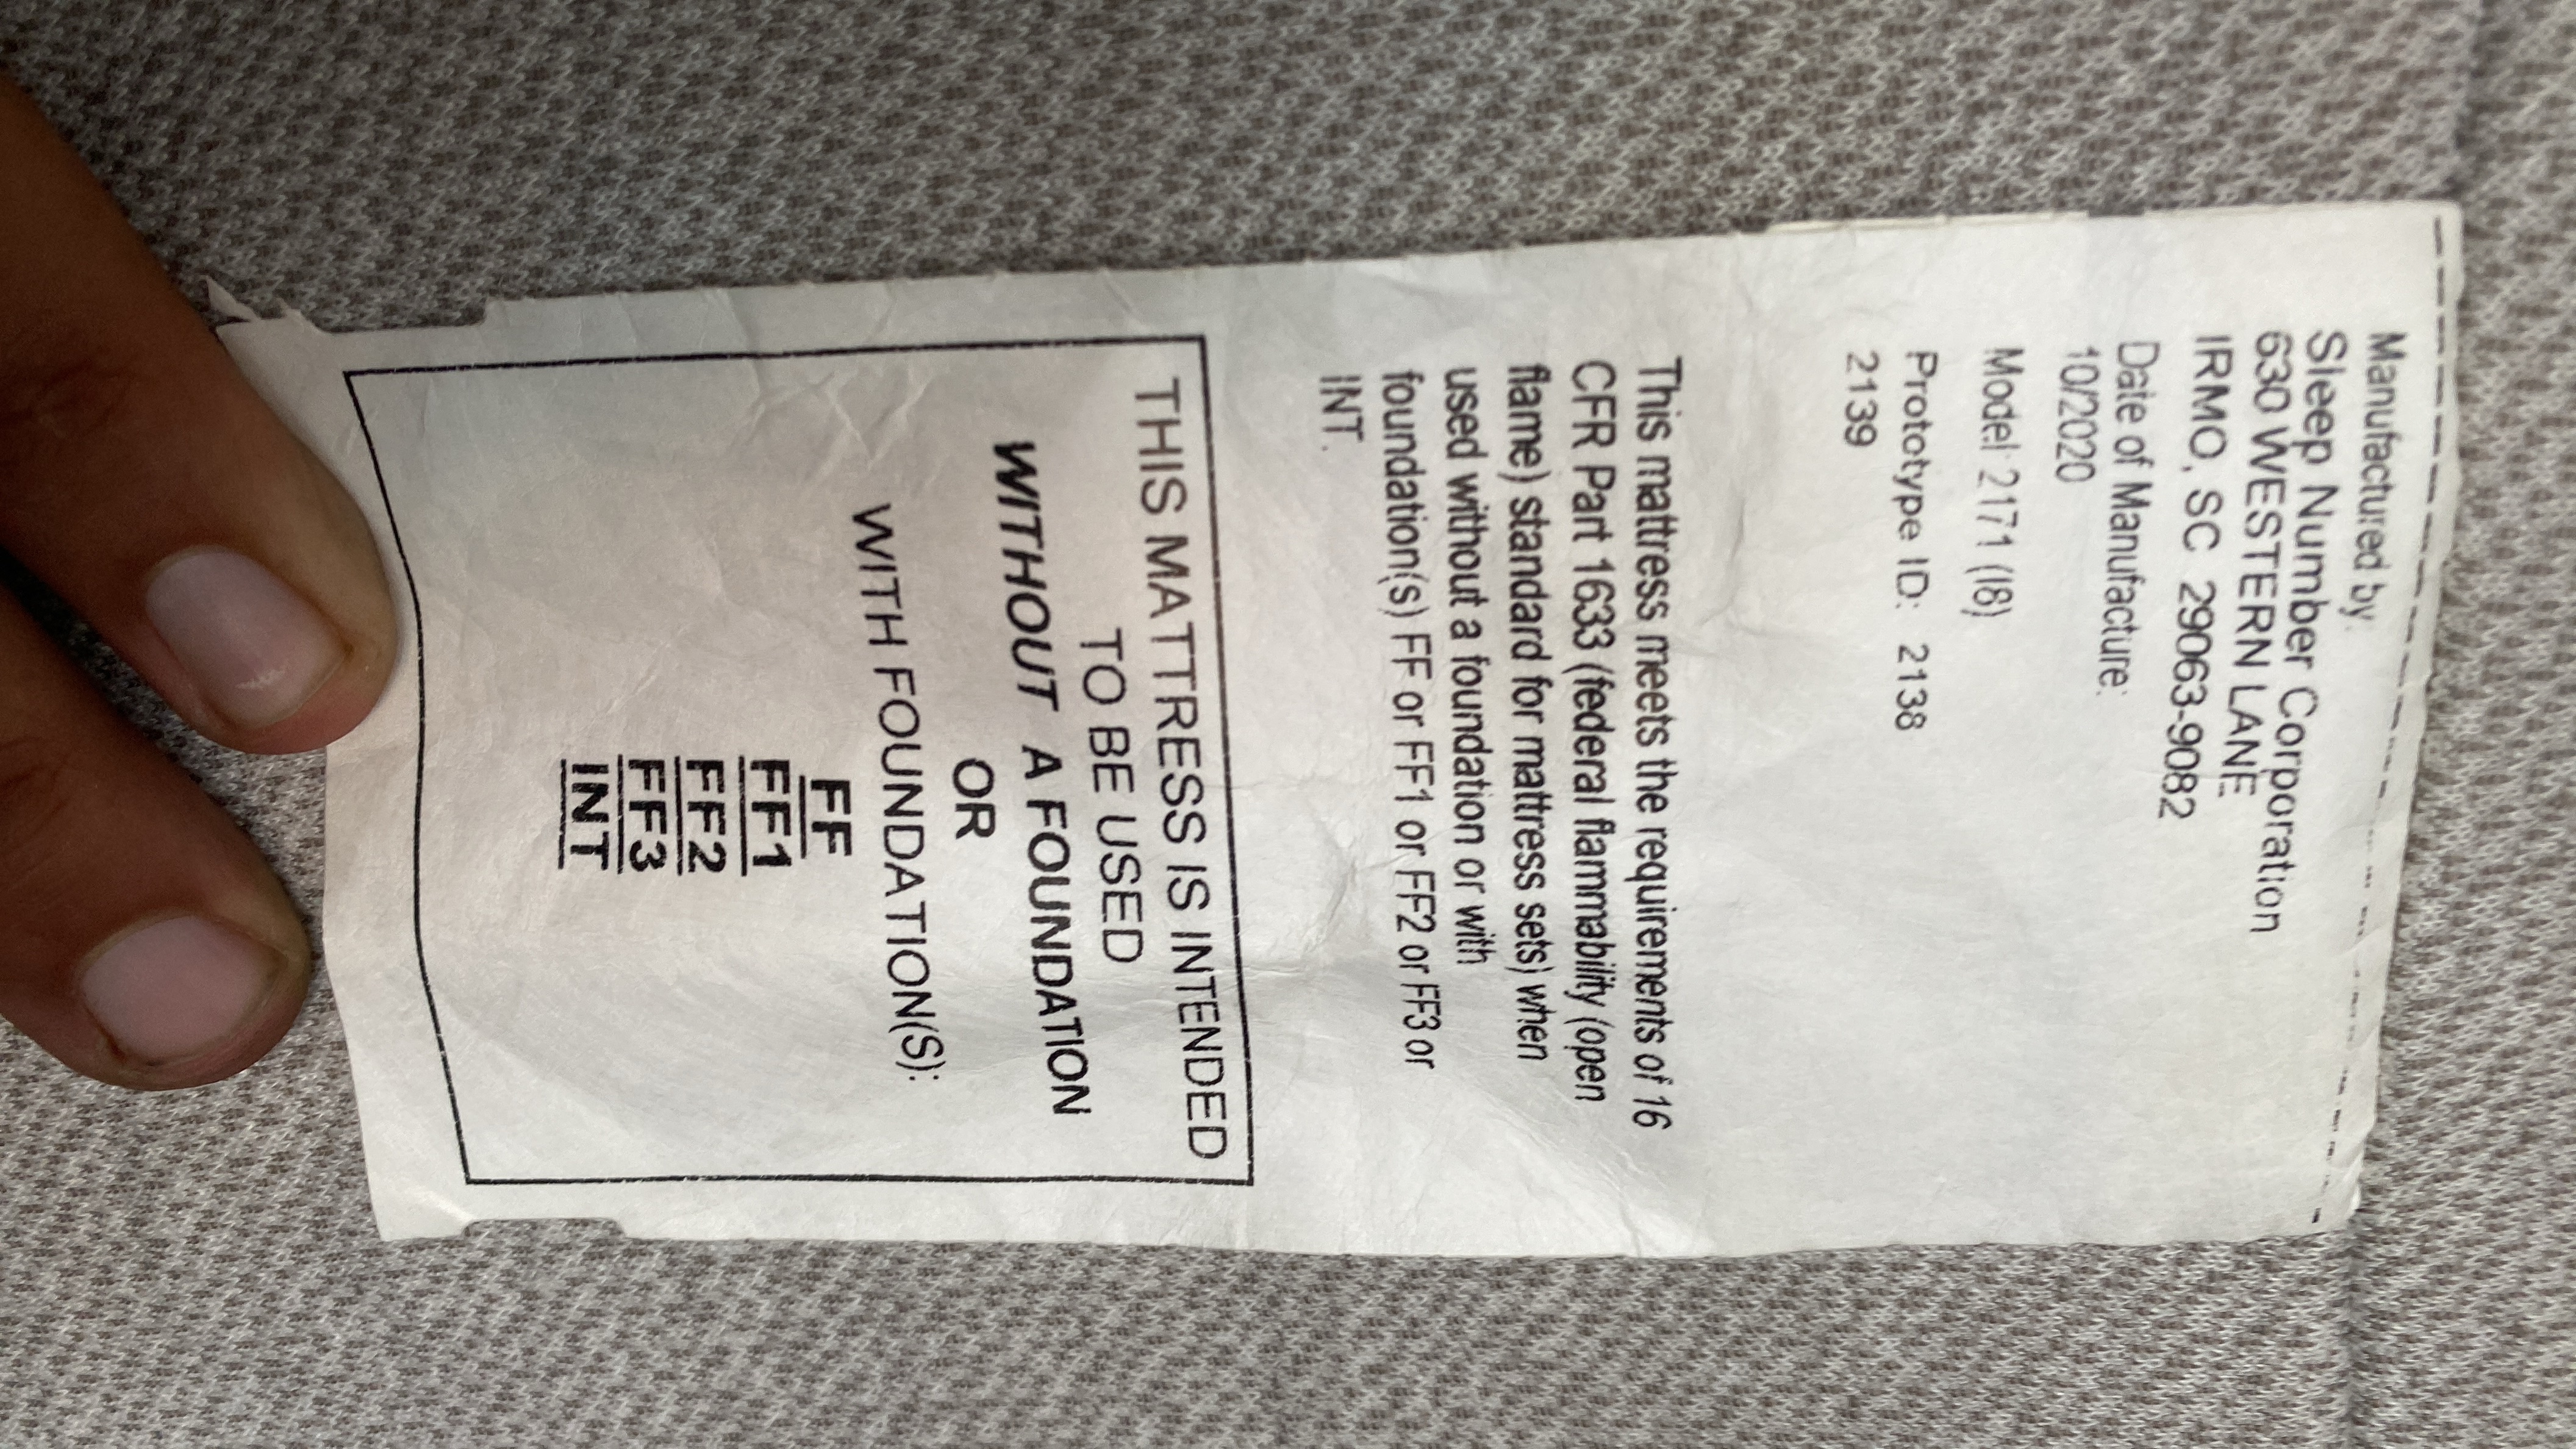 Manufactured by:
Sleep Number Corporation
630 WESTERN LANE
IRMO, SC 29063-9082
Date of Manufacture:
10/2020
Model 2171 (I8)
Prototype ID: 2138
2139
This mattress meets the requirements of 16
CFR Part 1633 (federal flammability (open
flame) standard for mattress sets) when
used without a foundation or with
foundation(s) FF or FF1 or FF2 or FF3 or
INT.
THIS MATTRESS IS INTENDED
TO BE USED
WITHOUT A FOUNDATION
OR
WITH FOUNDATION(S):
FF
FF1
FF2
FF3
INT